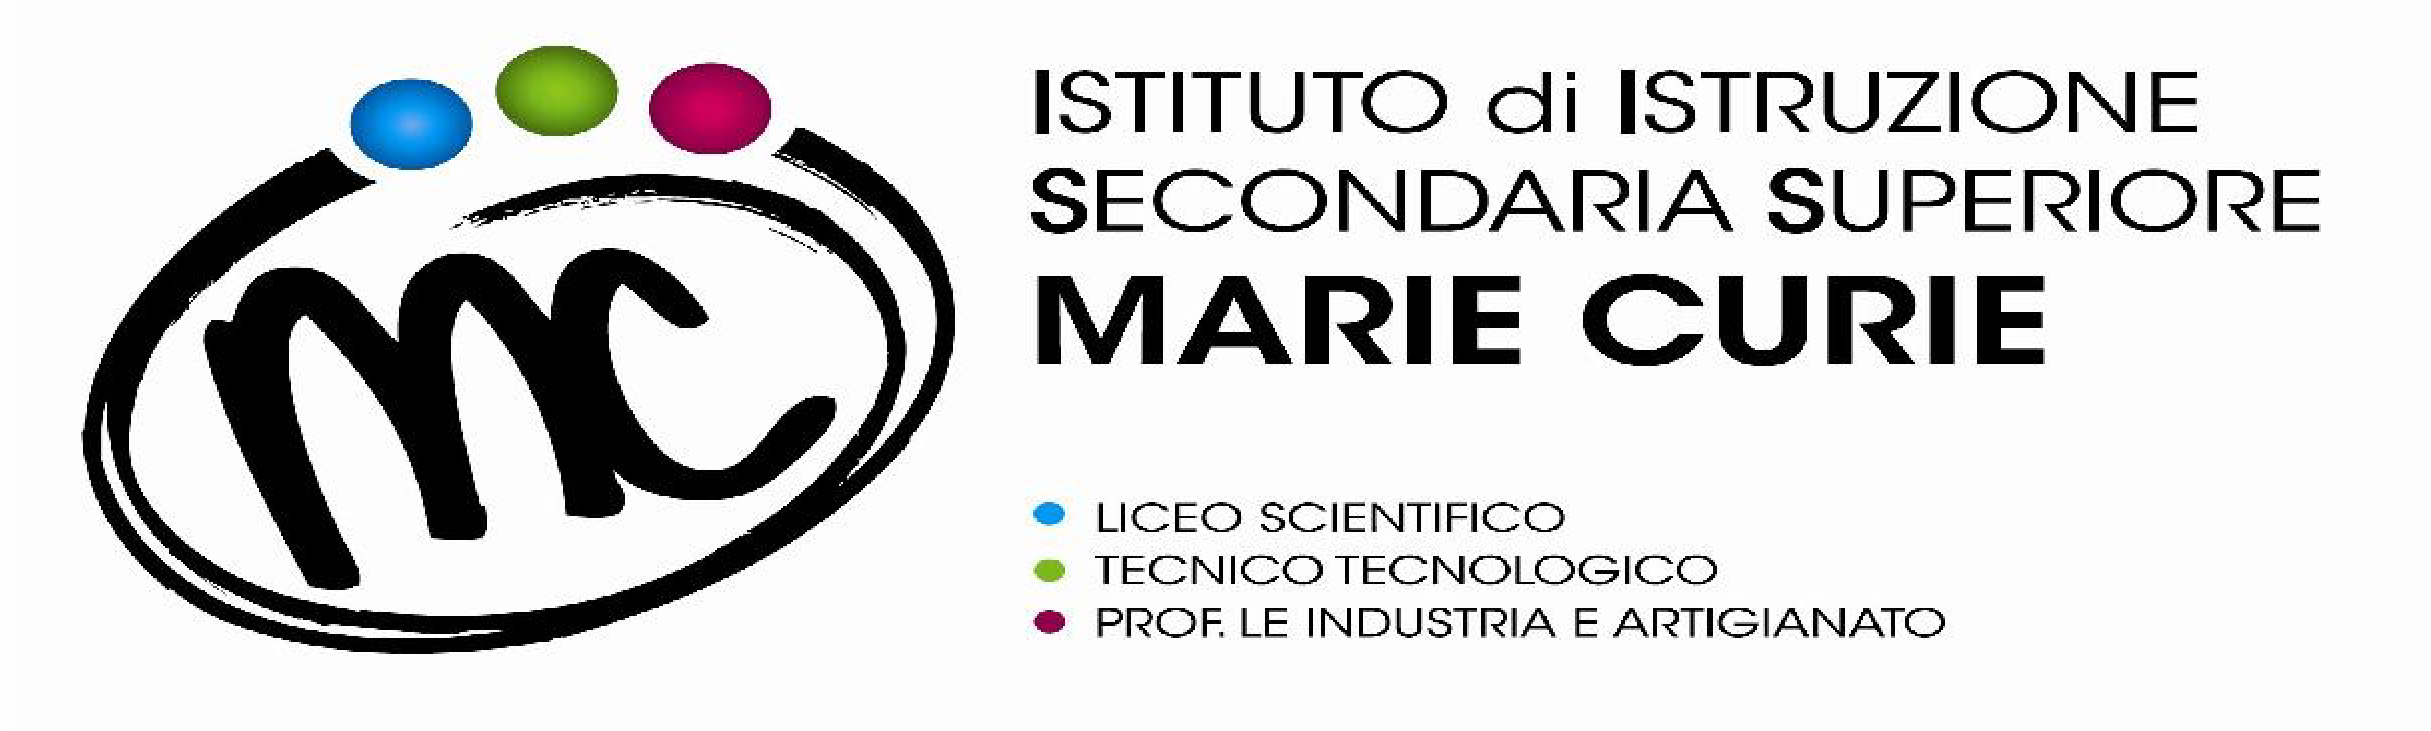 mc
ISTITUTO di ISTRUZIONE
SECONDARIA SUPERIORE
MARIE CURIE
LICEO SCIENTIFICO
TECNICO TECNOLOGICO
PROF. LE INDUSTRIA E ARTIGIANATO